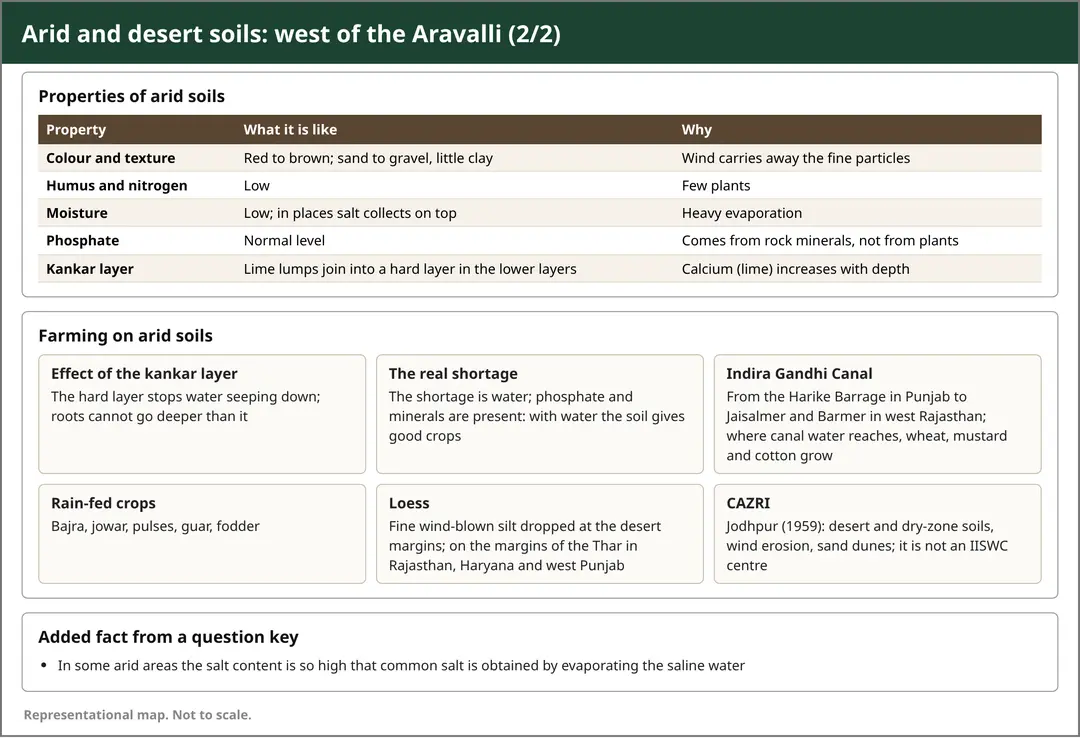 Arid and desert soils: west of the Aravalli (2/2)
Properties of arid soils
Property What it is like Why
Colour and texture Red to brown; sand to gravel, little clay Wind carries away the fine particles
Humus and nitrogen Low Few plants
Moisture Low; in places salt collects on top Heavy evaporation
Phosphate Normal level Comes from rock minerals, not from plants
Kankar layer Lime lumps join into a hard layer in the lower layers Calcium (lime) increases with depth
Farming on arid soils
Effect of the kankar layer
The hard layer stops water seeping down;
roots cannot go deeper than it
The real shortage
The shortage is water; phosphate and
minerals are present: with water the soil gives
good crops
Indira Gandhi Canal
From the Harike Barrage in Punjab to
Jaisalmer and Barmer in west Rajasthan;
where canal water reaches, wheat, mustard
and cotton grow
Rain-fed crops
Bajra, jowar, pulses, guar, fodder
Loess
Fine wind-blown silt dropped at the desert
margins; on the margins of the Thar in
Rajasthan, Haryana and west Punjab
CAZRI
Jodhpur (1959): desert and dry-zone soils,
wind erosion, sand dunes; it is not an IISWC
centre
Added fact from a question key
• In some arid areas the salt content is so high that common salt is obtained by evaporating the saline water
Representational map. Not to scale.